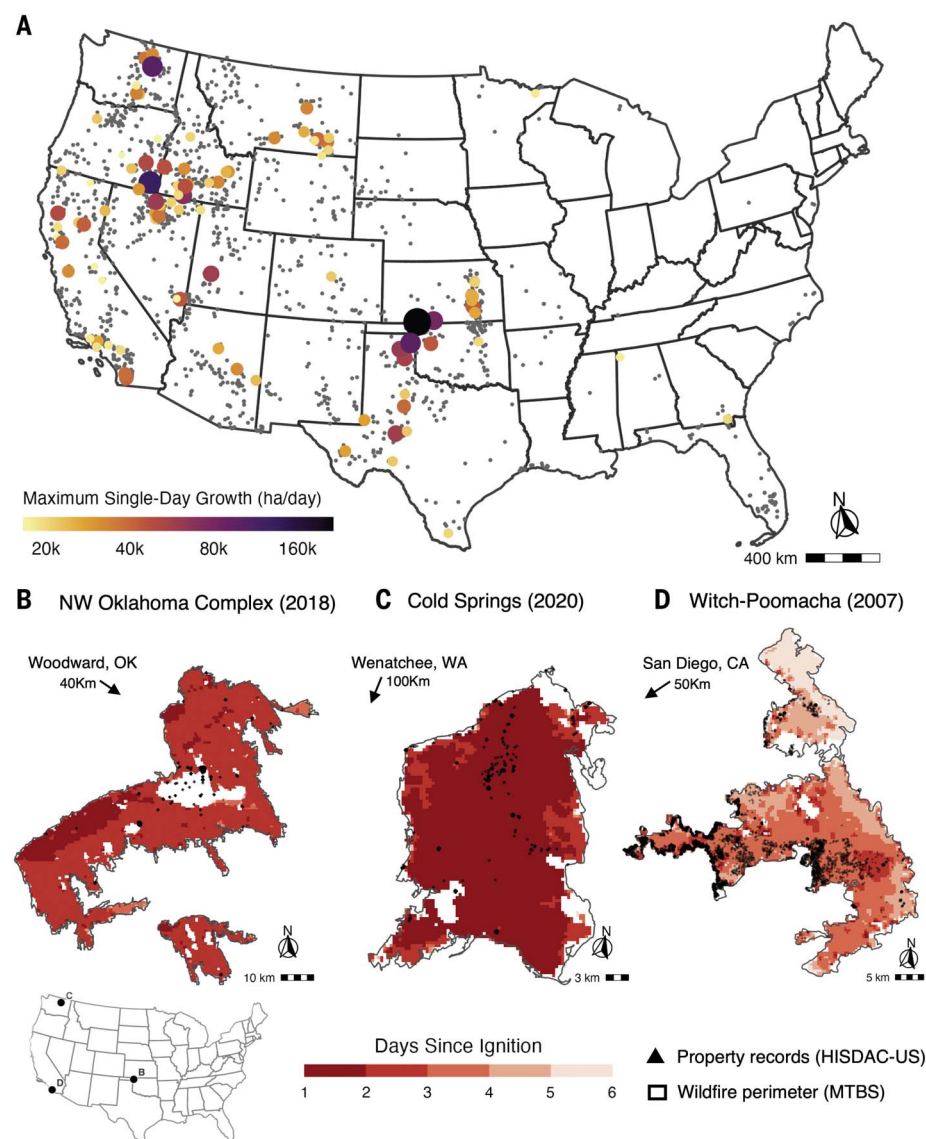 A
Maximum Single-Day Growth (ha/day)
20k 40k 80k 160k
N
400 km
B NW Oklahoma Complex (2018)
Woodward, OK
40Km
N
10 km
C Cold Springs (2020)
Wenatchee, WA
100Km
N
3 km
D Witch-Poomacha (2007)
San Diego, CA
50Km
N
5 km
C
D
B
Days Since Ignition
1 2 3 4 5 6
Property records (HISDAC-US)
Wildfire perimeter (MTBS)